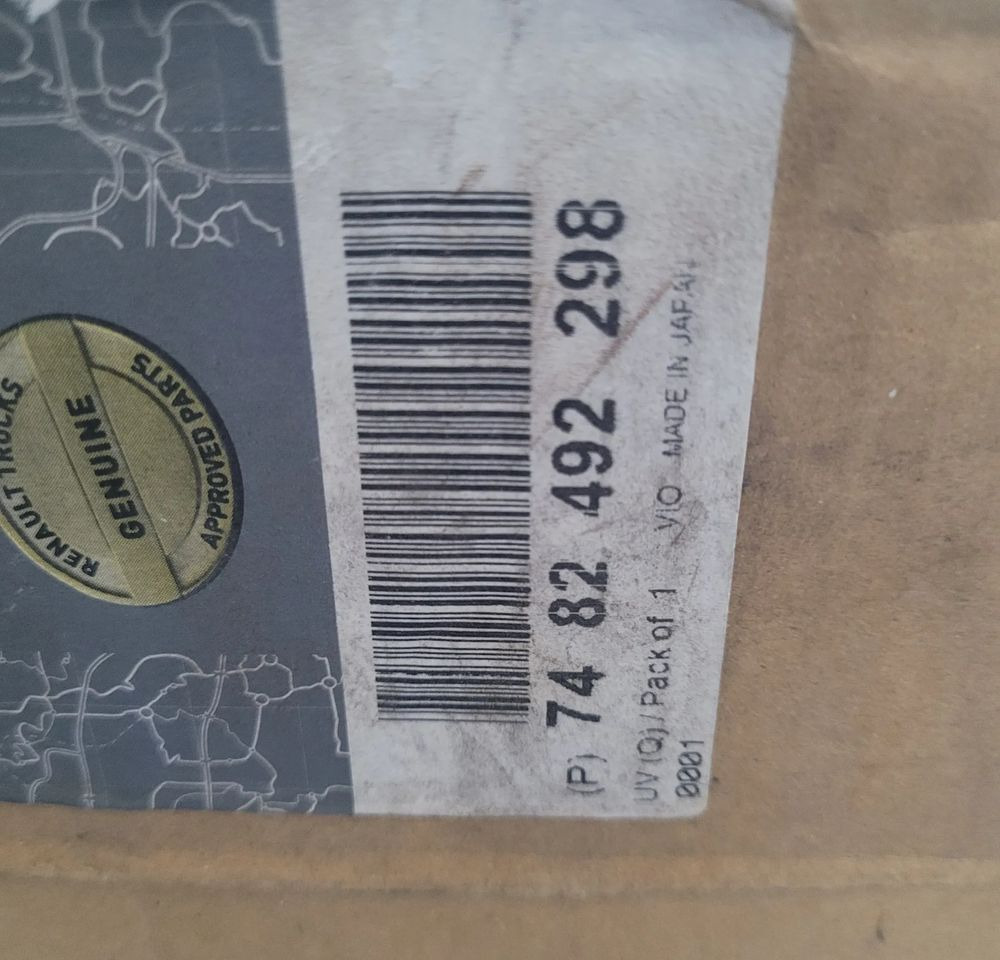 RENAULT TRUCKS
GENUINE
APPROVED PARTS
(P) 74 82 492 298
UV(Q)/Pack of 1 VIO MADE IN JAPAN
0001